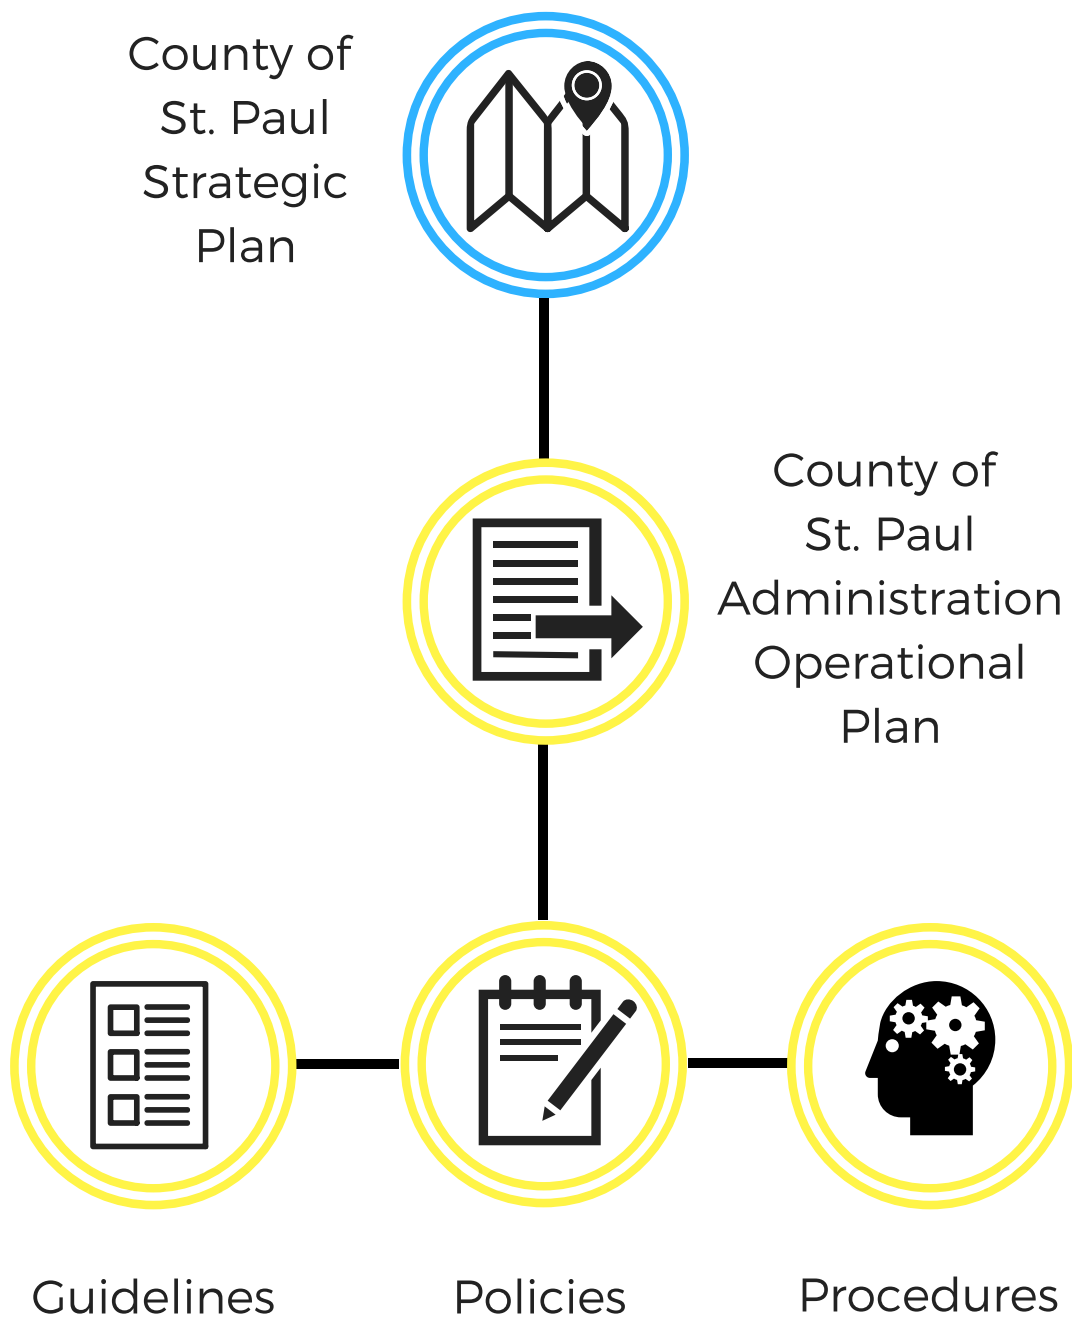 County of
St. Paul
Strategic
Plan
County of
St. Paul
Administration
Operational
Plan
Guidelines
Policies
Procedures